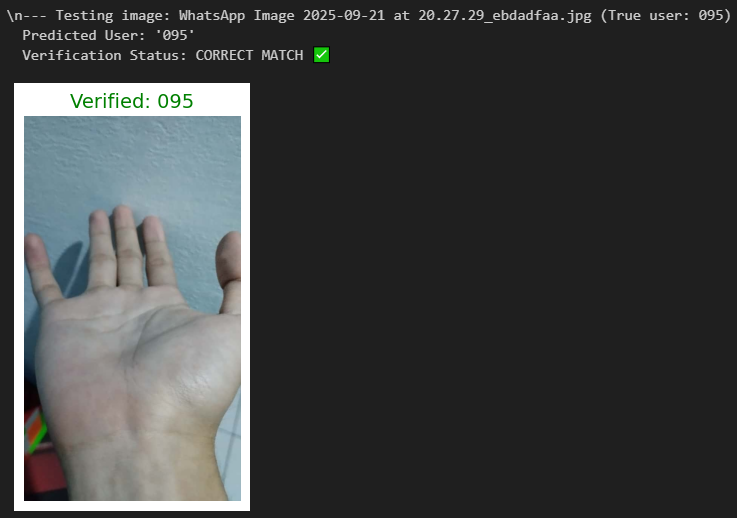 \n--- Testing image: WhatsApp Image 2025-09-21 at 20.27.29_ebdadfaa.jpg (True user: 095)
Predicted User: '095'
Verification Status: CORRECT MATCH ✅
Verified: 095